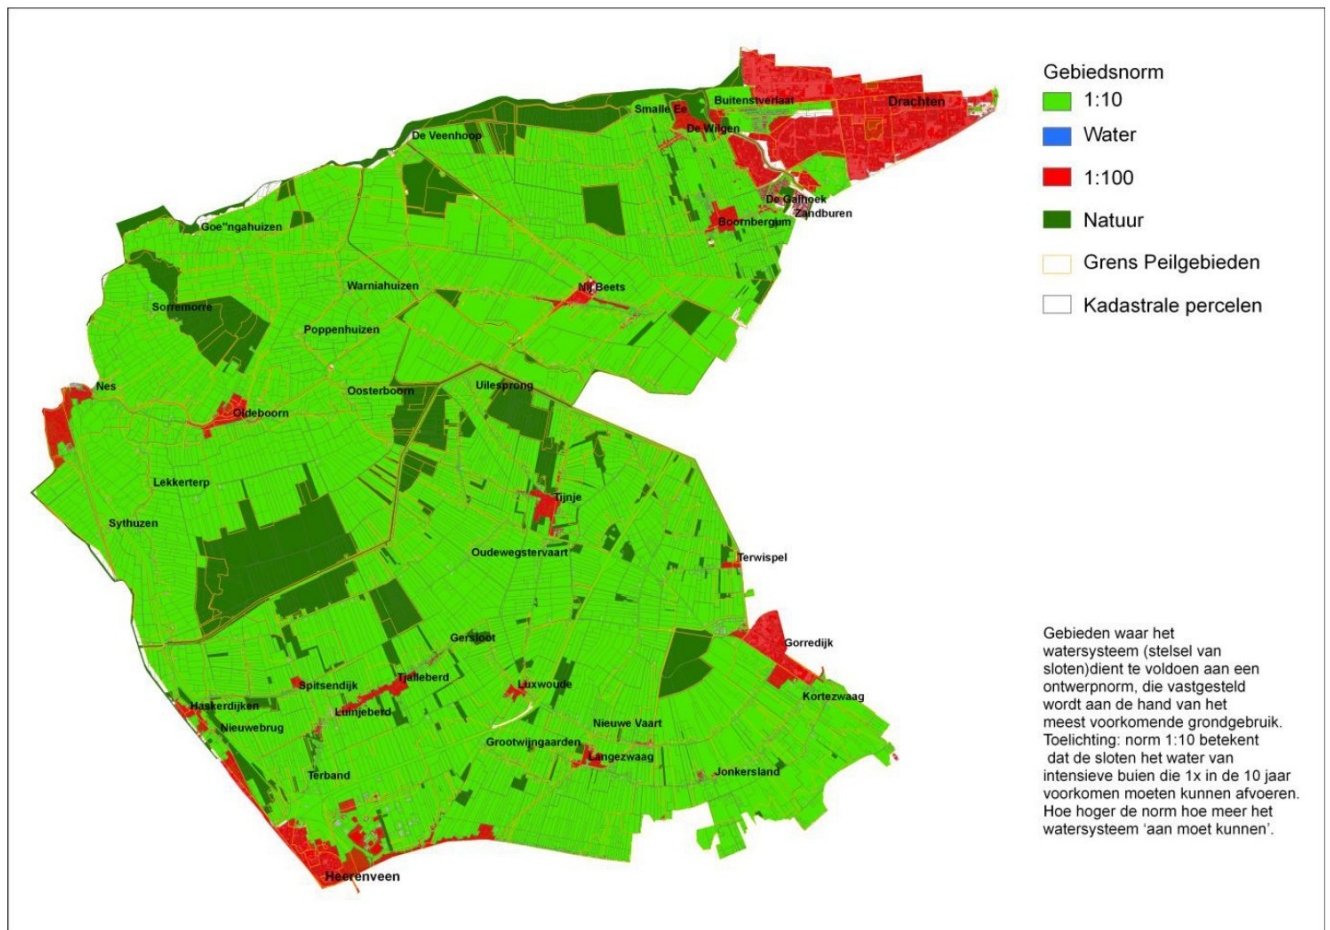 Gebiedsnorm
1:10
Water
1:100
Natuur
Grens Peilgebieden
Kadastrale percelen
Buitenstverlaat
Drachten
Smalle Ee
De Wilgen
De Veenhoop
De Galhoek
Zandburen
Boornbergum
Goe"ngahuizen
Warniahuizen
Nij Beets
Sorremorre
Poppenhuizen
Nes
Oosterboorn
Uilesprong
Oldeboorn
Lekkerterp
Sythuzen
Tijnje
Oudewegstervaart
Terwispel
Gersloot
Gorredijk
Spitsendijk
Tjalleberd
Luxwoude
Kortezwaag
Haskerdijken
Luinjeberd
Nieuwebrug
Nieuwe Vaart
Grootwijngaarden
Langezwaag
Terband
Jonkersland
Heerenveen
Gebieden waar het
watersysteem (stelsel van
sloten)dient te voldoen aan een
ontwerpnorm, die vastgesteld
wordt aan de hand van het
meest voorkomende grondgebruik.
Toelichting: norm 1:10 betekent
dat de sloten het water van
intensieve buien die 1x in de 10 jaar
voorkomen moeten kunnen afvoeren.
Hoe hoger de norm hoe meer het
watersysteem ‘aan moet kunnen’.